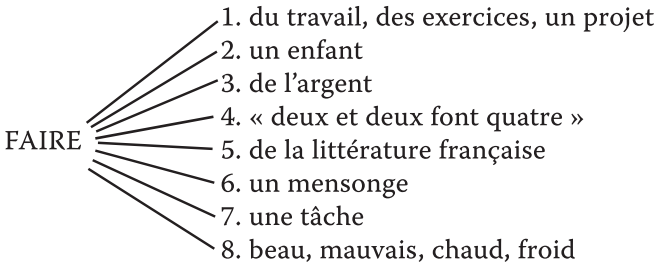 1. du travail, des exercices, un projet
2. un enfant
3. de l’argent
4. « deux et deux font quatre »
FAIRE
5. de la littérature française
6. un mensonge
7. une tâche
8. beau, mauvais, chaud, froid